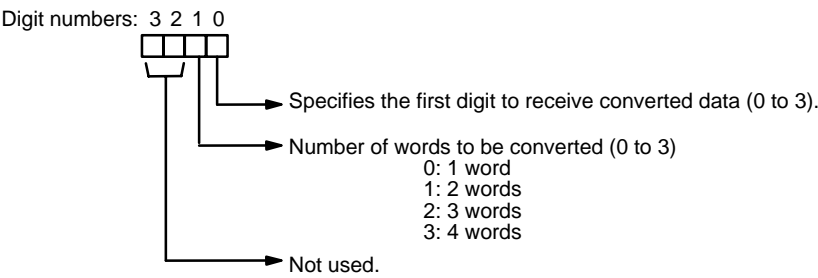 Digit numbers: 3 2 1 0
Specifies the first digit to receive converted data (0 to 3).
Number of words to be converted (0 to 3)
0: 1 word
1: 2 words
2: 3 words
3: 4 words
Not used.